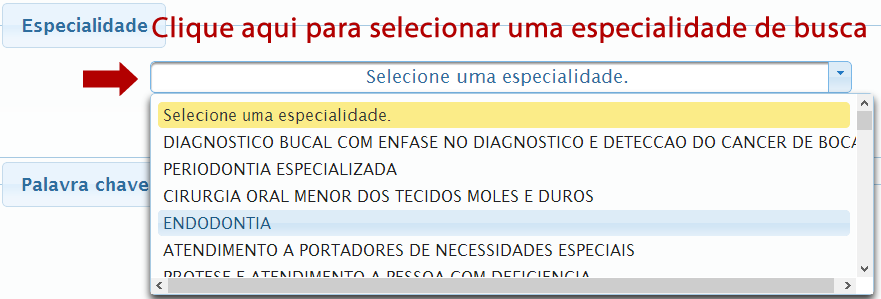 Especialidade
Clique aqui para selecionar uma especialidade de busca
Selecione uma especialidade.
Selecione uma especialidade.
DIAGNOSTICO BUCAL COM ENFASE NO DIAGNOSTICO E DETECCAO DO CANCER DE BOCA
PERIODONTIA ESPECIALIZADA
CIRURGIA ORAL MENOR DOS TECIDOS MOLES E DUROS
ENDODONTIA
Palavra chave
ATENDIMENTO A PORTADORES DE NECESSIDADES ESPECIAIS
PROTESE E ATENDIMENTO A PESSOA COM DEFICIENCIA